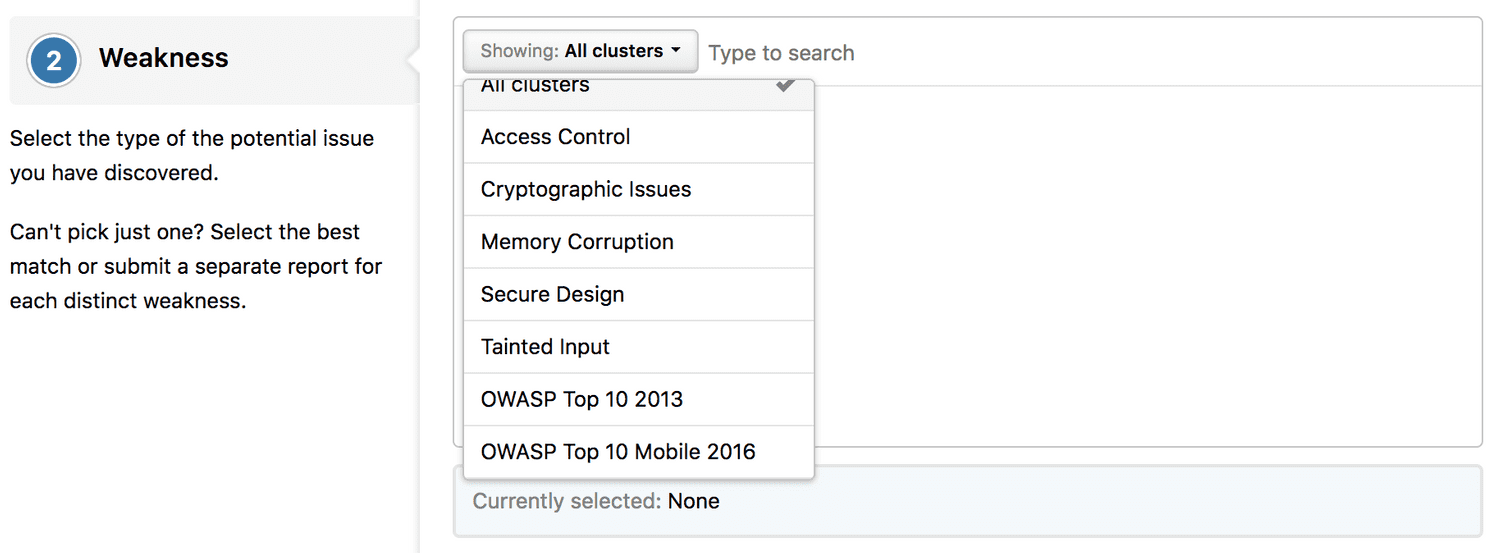 2 Weakness
Select the type of the potential issue
you have discovered.
Can't pick just one? Select the best
match or submit a separate report for
each distinct weakness.
Showing: All clusters Type to search
All clusters
Access Control
Cryptographic Issues
Memory Corruption
Secure Design
Tainted Input
OWASP Top 10 2013
OWASP Top 10 Mobile 2016
Currently selected: None